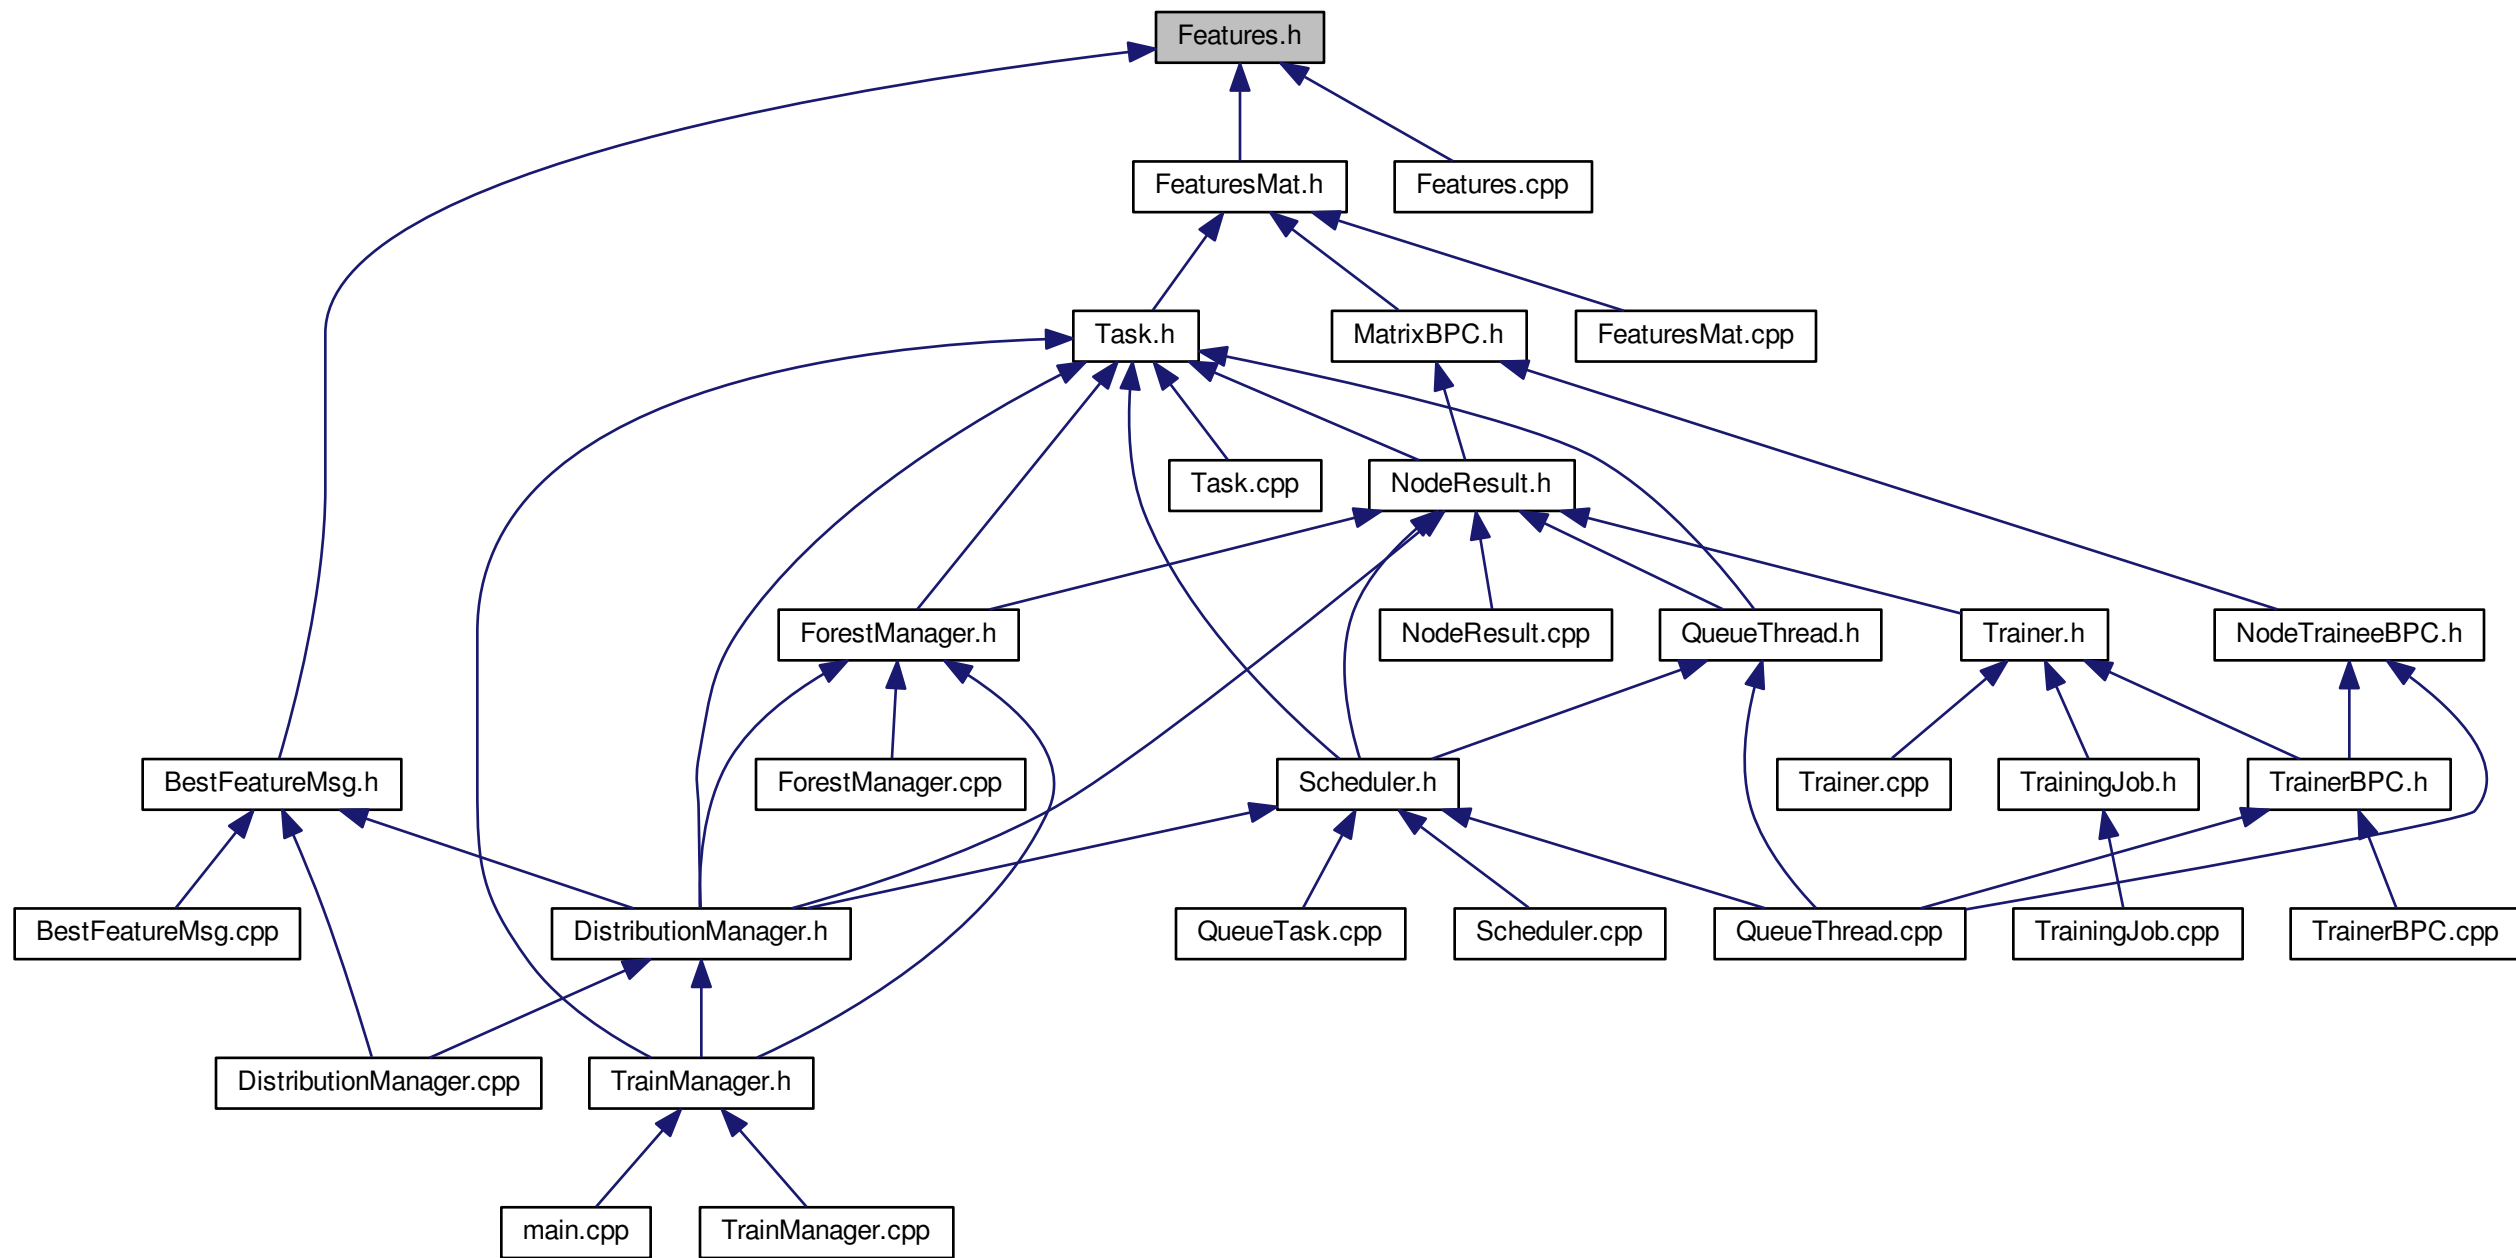 Features.h
FeaturesMat.h
Features.cpp
Task.h
MatrixBPC.h
FeaturesMat.cpp
Task.cpp
NodeResult.h
ForestManager.h
NodeResult.cpp
QueueThread.h
Trainer.h
NodeTraineeBPC.h
BestFeatureMsg.h
ForestManager.cpp
Scheduler.h
Trainer.cpp
TrainingJob.h
TrainerBPC.h
BestFeatureMsg.cpp
DistributionManager.h
QueueTask.cpp
Scheduler.cpp
QueueThread.cpp
TrainingJob.cpp
TrainerBPC.cpp
DistributionManager.cpp
TrainManager.h
main.cpp
TrainManager.cpp